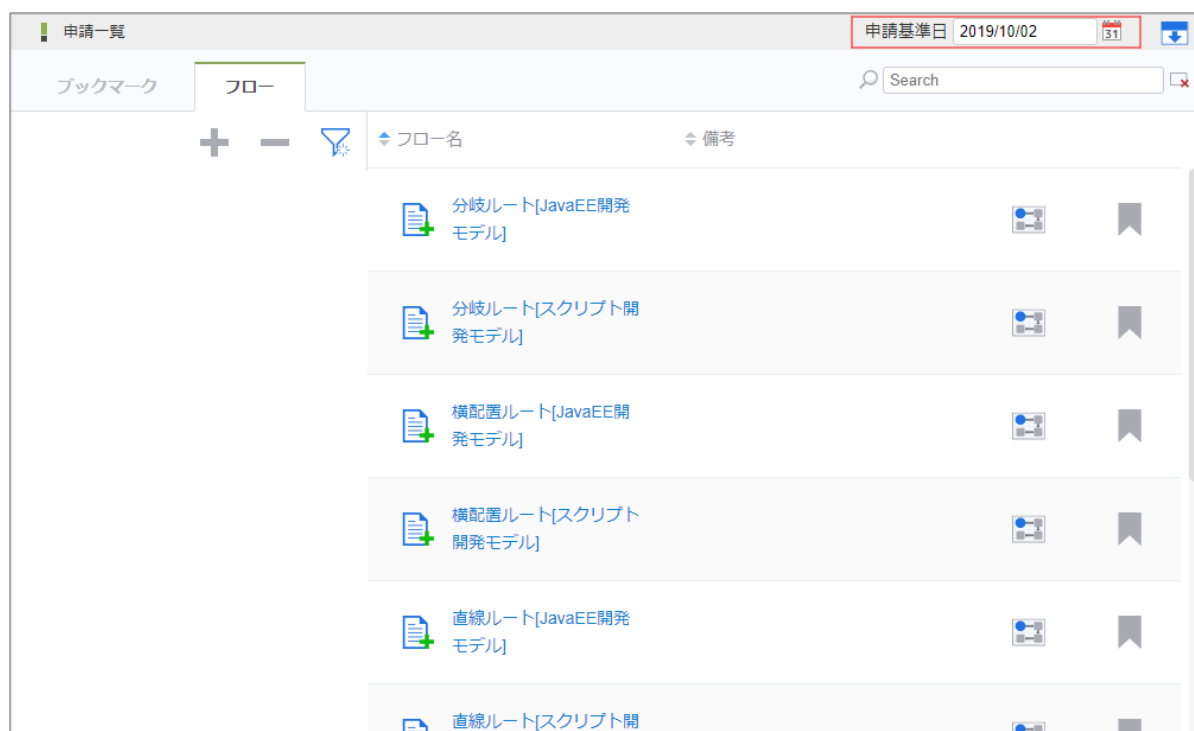 申請一覧
申請基準日 2019/10/02 31
ブックマーク フロー
Search
フロー名 備考
分岐ルート[JavaEE開発
モデル]
分岐ルート[スクリプト開
発モデル]
横配置ルート[JavaEE開
発モデル]
横配置ルート[スクリプト
開発モデル]
直線ルート[JavaEE開発
モデル]
直線ルート[スクリプト開